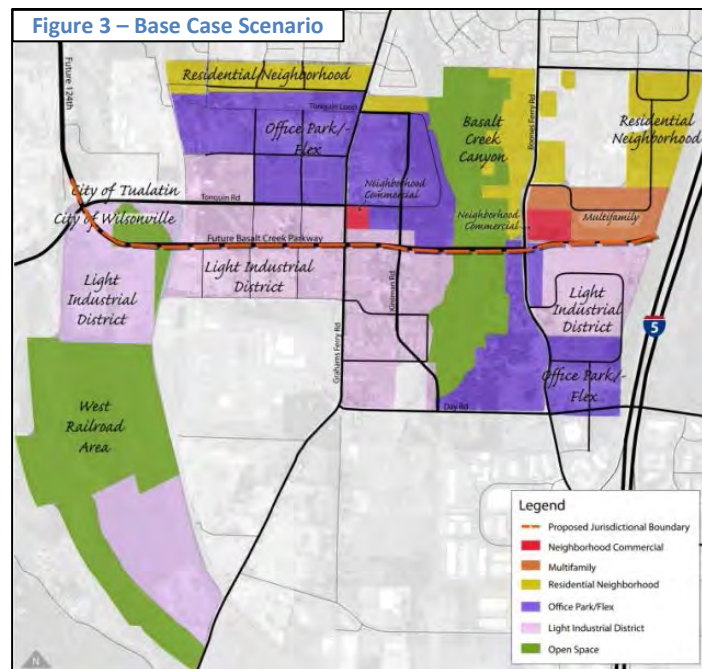 Figure 3 – Base Case Scenario
Future 124th
Residential Neighborhood
Tonquin Loop
Office Park/-
Flex
Basalt
Creek
Canyon
Boones Ferry Rd
Residential
Neighborhood
City of Tualatin
Tonquin Rd
Neighborhood
Commercial
City of Wilsonville
Neighborhood
Commercial
Multifamily
Future Basalt Creek Parkway
Light
Industrial
District
Light Industrial
District
Kinsman Rd
Light
Industrial
District
5
Grahams Ferry Rd
Office Park/-
Flex
Day Rd
West
Railroad
Area
Legend
Proposed Jurisdictional Boundary
Neighborhood Commercial
Multifamily
Residential Neighborhood
Office Park/Flex
Light Industrial District
Open Space
N